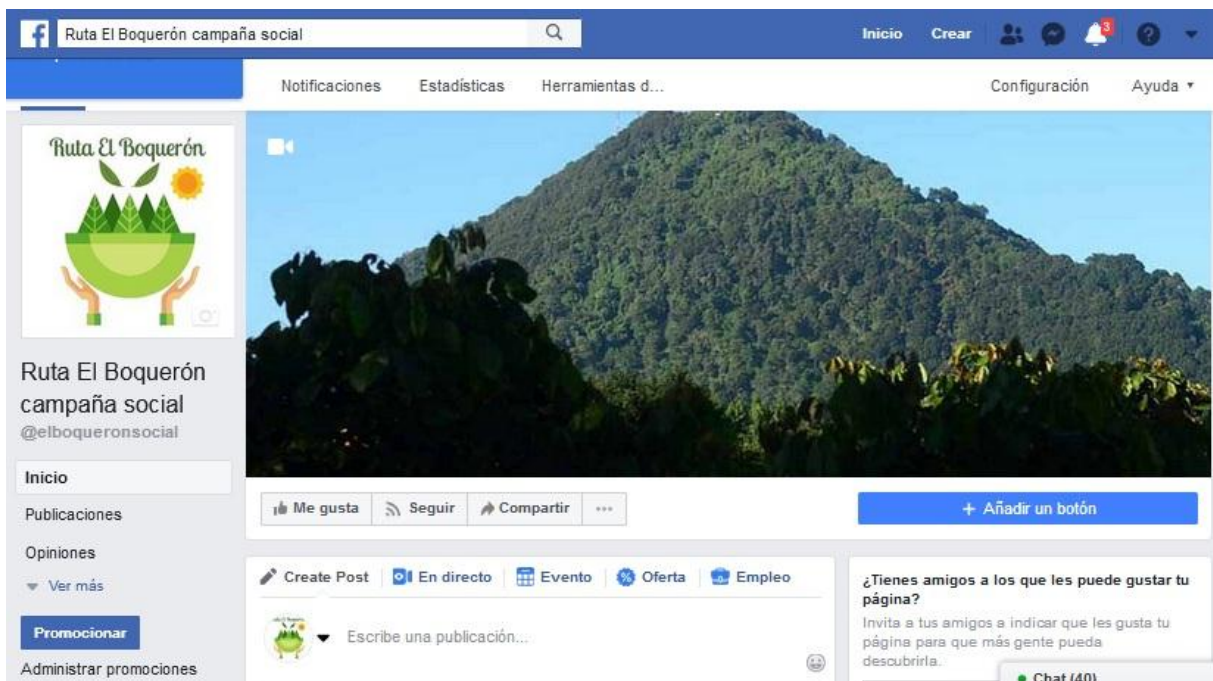 Ruta El Boquerón campaña social
Inicio Crear 3
Notificaciones Estadísticas Herramientas d... Configuración Ayuda
Ruta El Boquerón
Ruta El Boquerón
campaña social
@elboqueronsocial
Inicio
Publicaciones
Opiniones
Ver más
Promocionar
Administrar promociones
Me gusta Seguir Compartir ...
+ Añadir un botón
Create Post En directo Evento Oferta Empleo
Escribe una publicación...
¿Tienes amigos a los que les puede gustar tu
página?
Invita a tus amigos a indicar que les gusta tu
página para que más gente pueda
descubrirla.
Chat (40)